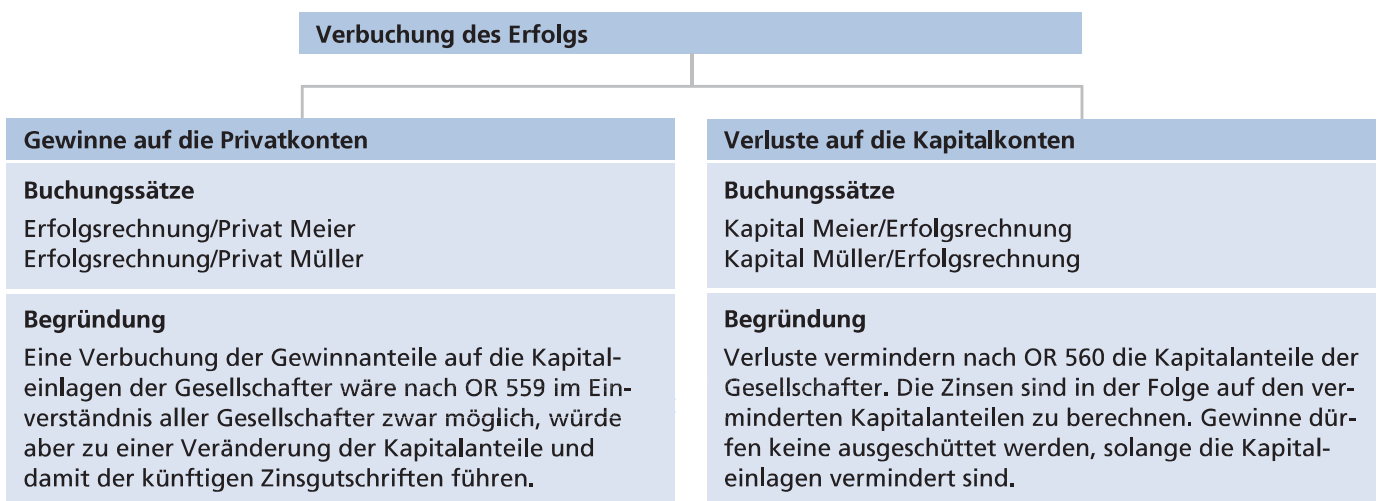 Verbuchung des Erfolgs
Gewinne auf die Privatkonten
Buchungssätze
Erfolgsrechnung/Privat Meier
Erfolgsrechnung/Privat Müller
Begründung
Eine Verbuchung der Gewinnanteile auf die Kapital-
einlagen der Gesellschafter wäre nach OR 559 im Ein-
verständnis aller Gesellschafter zwar möglich, würde
aber zu einer Veränderung der Kapitalanteile und
damit der künftigen Zinsgutschriften führen.
Verluste auf die Kapitalkonten
Buchungssätze
Kapital Meier/Erfolgsrechnung
Kapital Müller/Erfolgsrechnung
Begründung
Verluste vermindern nach OR 560 die Kapitalanteile der
Gesellschafter. Die Zinsen sind in der Folge auf den ver-
minderten Kapitalanteilen zu berechnen. Gewinne dür-
fen keine ausgeschüttet werden, solange die Kapital-
einlagen vermindert sind.